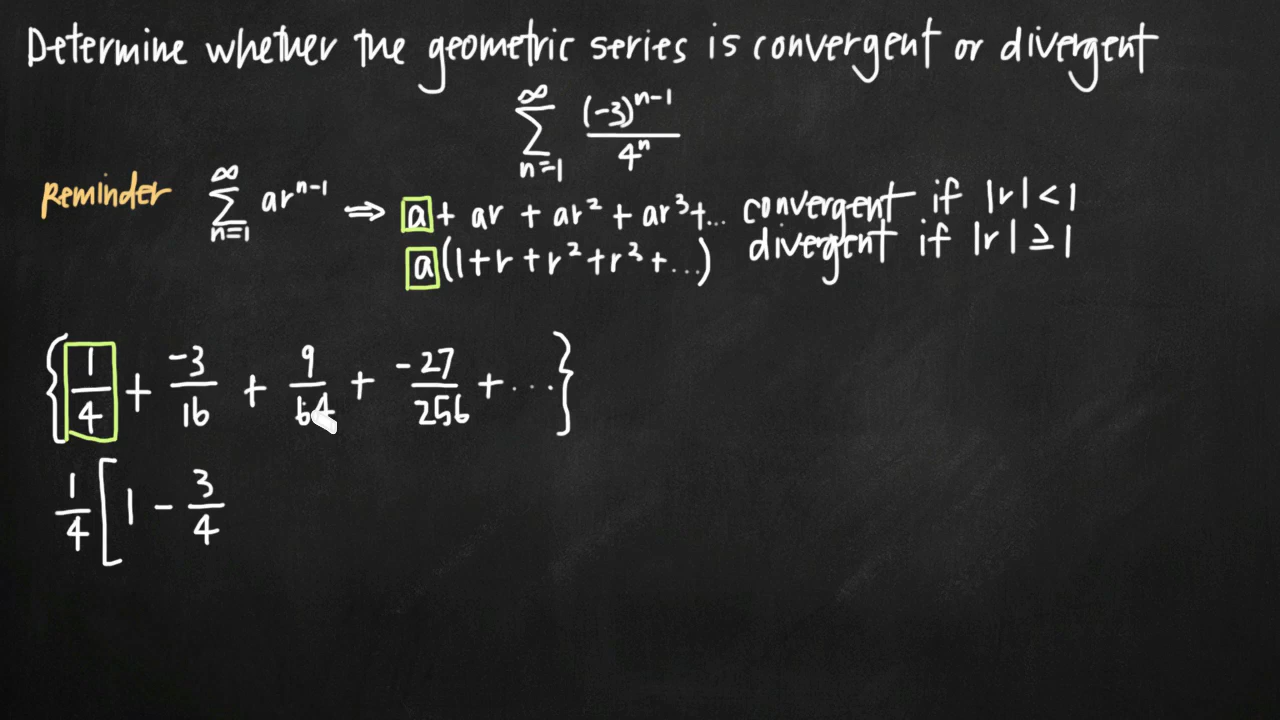 Determine whether the geometric series is convergent or divergent
∞ Σ n=1 (-3)^(n-1) / 4^n
Reminder ∞ Σ n=1 ar^(n-1) ⇒ a + ar + ar² + ar³ + ... convergent if |r| < 1
a(1 + r + r² + r³ + ...) divergent if |r| ≥ 1
{ 1/4 + -3/16 + 9/64 + -27/256 + ... }
1/4 [ 1 - 3/4